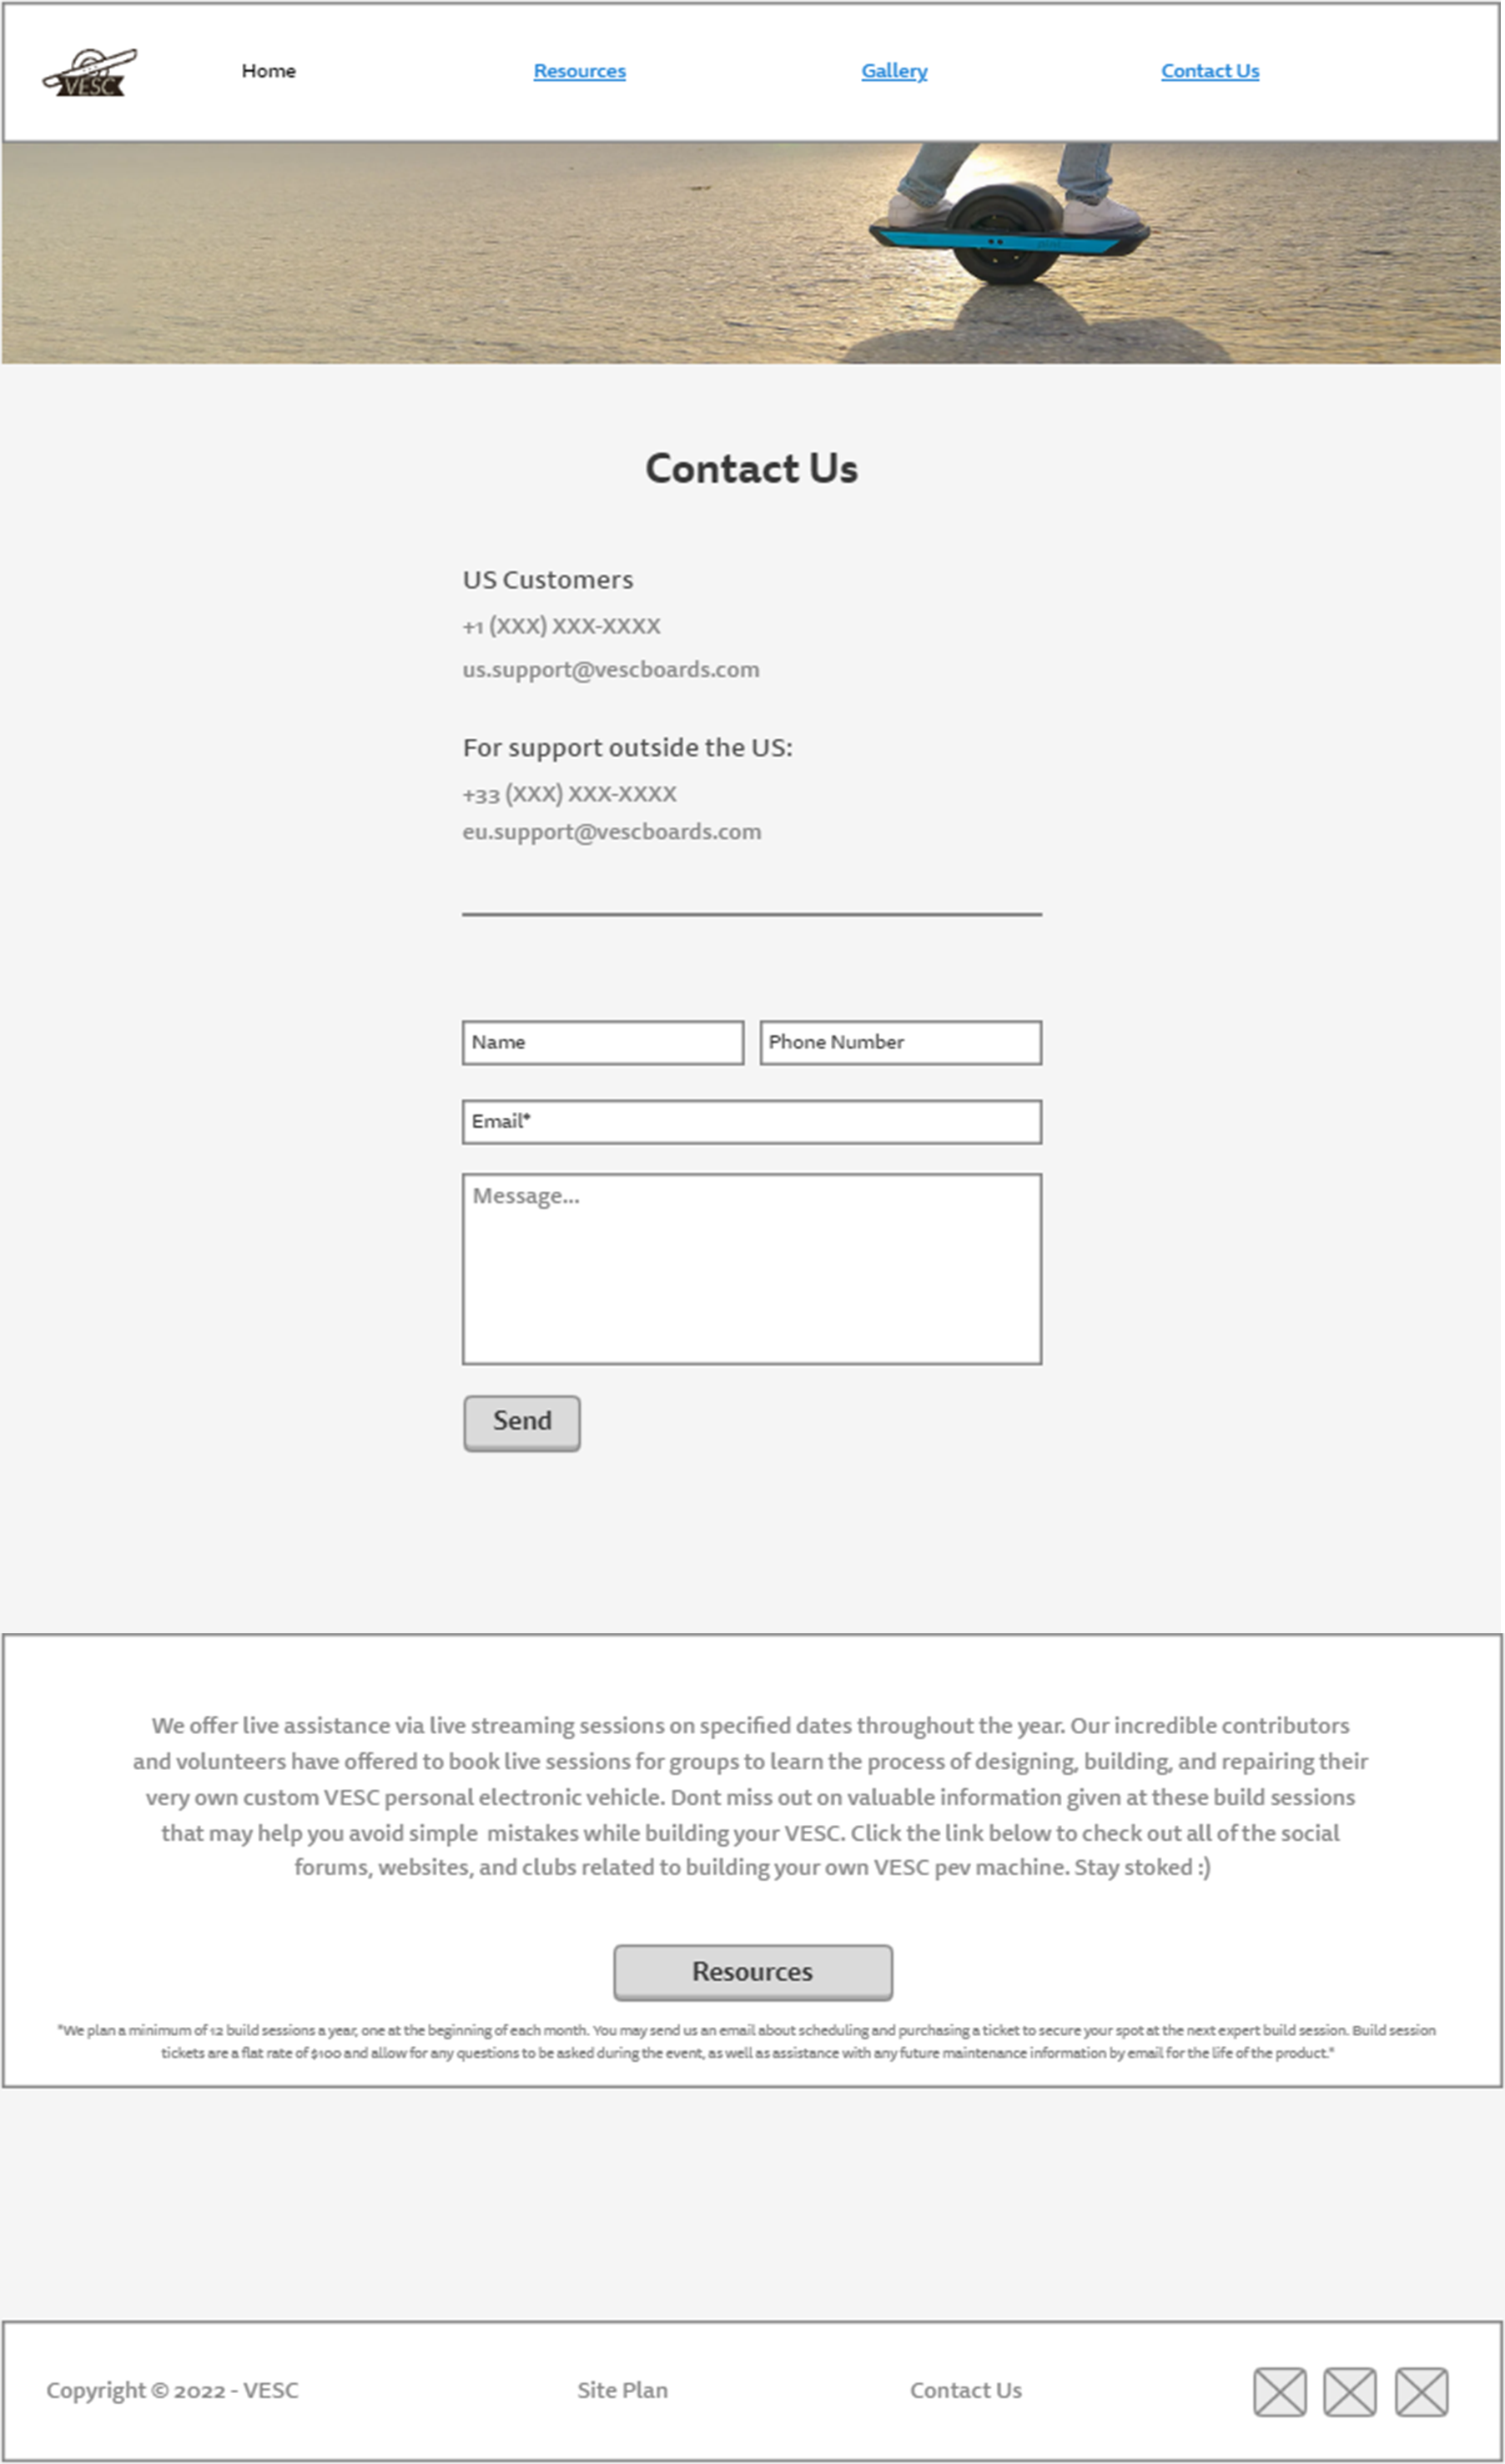 VESC
Home
Resources
Gallery
Contact Us
Contact Us
US Customers
+1 (XXX) XXX-XXXX
us.support@vescboards.com
For support outside the US:
+33 (XXX) XXX-XXXX
eu.support@vescboards.com
Name
Phone Number
Email*
Message...
Send
We offer live assistance via live streaming sessions on specified dates throughout the year. Our incredible contributors
and volunteers have offered to book live sessions for groups to learn the process of designing, building, and repairing their
very own custom VESC personal electronic vehicle. Dont miss out on valuable information given at these build sessions
that may help you avoid simple  mistakes while building your VESC. Click the link below to check out all of the social
forums, websites, and clubs related to building your own VESC pev machine. Stay stoked :)
Resources
"We plan a minimum of 12 build sessions a year, one at the beginning of each month. You may send us an email about scheduling and purchasing a ticket to secure your spot at the next expert build session. Build session
tickets are a flat rate of $100 and allow for any questions to be asked during the event, as well as assistance with any future maintenance information by email for the life of the product."
Copyright © 2022 - VESC
Site Plan
Contact Us